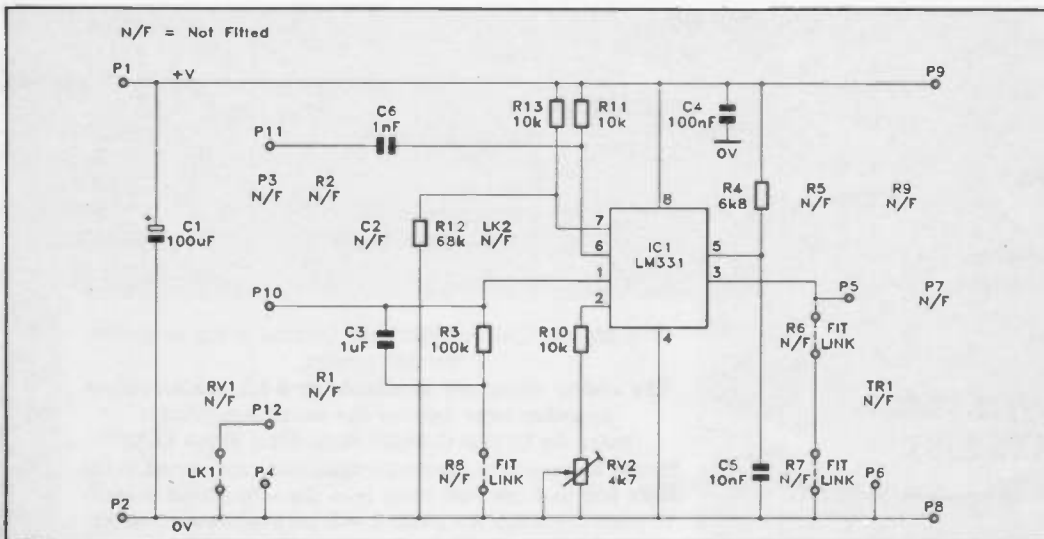 N/F = Not Fitted
P1
+V
P9
C6
1nF
R13
10k
R11
10k
C4
100nF
0V
P11
P3
N/F
R2
N/F
R4
6k8
R5
N/F
R9
N/F
+
C1
100uF
C2
N/F
R12
68k
LK2
N/F
7
6
1
2
8
IC1
LM331
5
3
4
P10
P5
P7
N/F
C3
1uF
R3
100k
R10
10k
R6
N/F
FIT
LINK
RV1
N/F
R1
N/F
TR1
N/F
P12
LK1
P4
R8
N/F
FIT
LINK
RV2
4k7
C5
10nF
R7
N/F
FIT
LINK
P6
P2
0V
P8